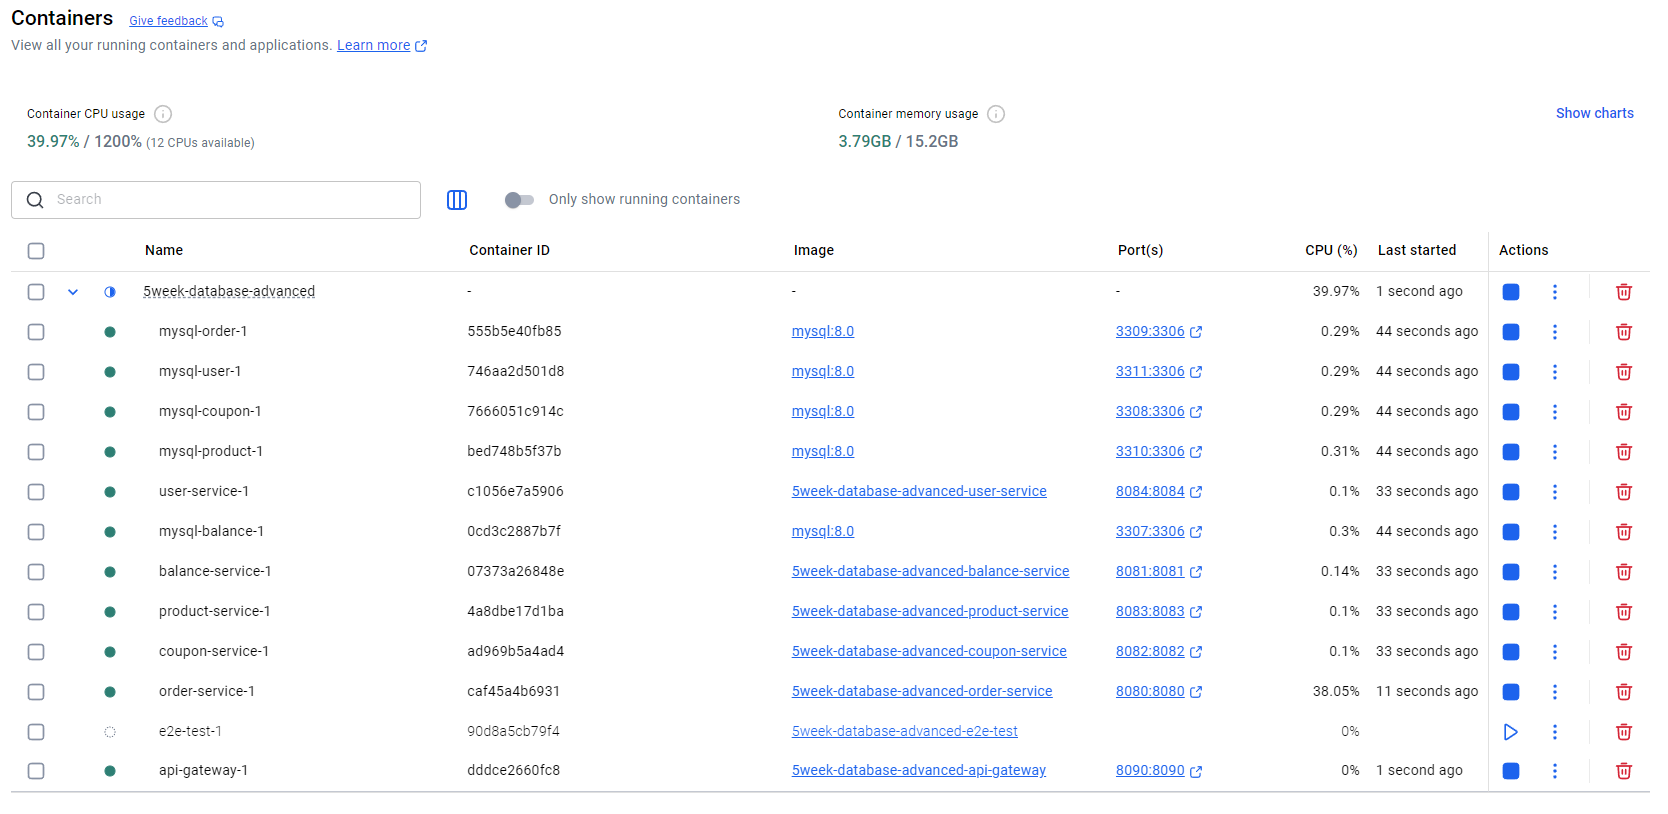 Containers Give feedback
View all your running containers and applications. Learn more
Container CPU usage
39.97% / 1200% (12 CPUs available)
Container memory usage
3.79GB / 15.2GB
Show charts
Search
Only show running containers
Name Container ID Image Port(s) CPU (%) Last started Actions
5week-database-advanced - - - 39.97% 1 second ago
mysql-order-1 555b5e40fb85 mysql:8.0 3309:3306 0.29% 44 seconds ago
mysql-user-1 746aa2d501d8 mysql:8.0 3311:3306 0.29% 44 seconds ago
mysql-coupon-1 7666051c914c mysql:8.0 3308:3306 0.29% 44 seconds ago
mysql-product-1 bed748b5f37b mysql:8.0 3310:3306 0.31% 44 seconds ago
user-service-1 c1056e7a5906 5week-database-advanced-user-service 8084:8084 0.1% 33 seconds ago
mysql-balance-1 0cd3c2887b7f mysql:8.0 3307:3306 0.3% 44 seconds ago
balance-service-1 07373a26848e 5week-database-advanced-balance-service 8081:8081 0.14% 33 seconds ago
product-service-1 4a8dbe17d1ba 5week-database-advanced-product-service 8083:8083 0.1% 33 seconds ago
coupon-service-1 ad969b5a4ad4 5week-database-advanced-coupon-service 8082:8082 0.1% 33 seconds ago
order-service-1 caf45a4b6931 5week-database-advanced-order-service 8080:8080 38.05% 11 seconds ago
e2e-test-1 90d8a5cb79f4 5week-database-advanced-e2e-test 0%
api-gateway-1 dddce2660fc8 5week-database-advanced-api-gateway 8090:8090 0% 1 second ago